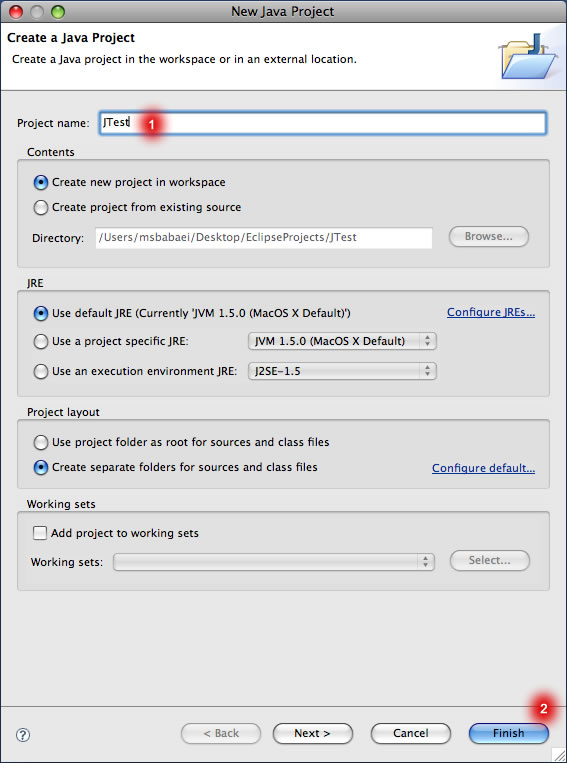 New Java Project
Create a Java Project
Create a Java project in the workspace or in an external location.
Project name: JTest 1
Contents
Create new project in workspace
Create project from existing source
Directory: /Users/msbabaei/Desktop/EclipseProjects/JTest Browse...
JRE
Use default JRE (Currently 'JVM 1.5.0 (MacOS X Default)') Configure JREs...
Use a project specific JRE: JVM 1.5.0 (MacOS X Default)
Use an execution environment JRE: J2SE-1.5
Project layout
Use project folder as root for sources and class files
Create separate folders for sources and class files Configure default...
Working sets
Add project to working sets
Working sets: Select...
2
? < Back Next > Cancel Finish